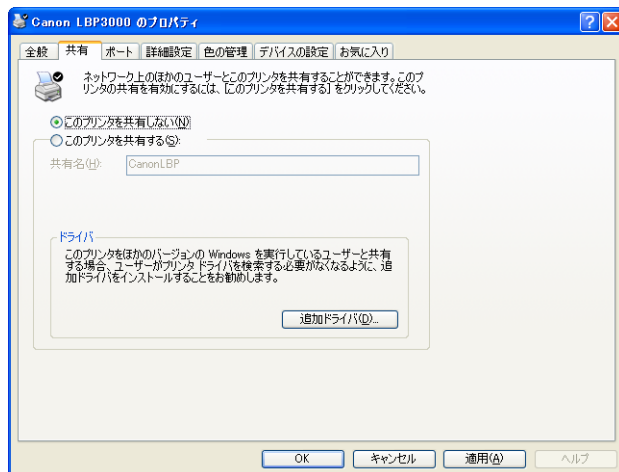 Canon LBP3000 のプロパティ
全般 共有 ポート 詳細設定 色の管理 デバイスの設定 お気に入り
ネットワーク上のほかのユーザーとこのプリンタを共有することができます。このプ
リンタの共有を有効にするには、[このプリンタを共有する] をクリックしてください。
このプリンタを共有しない(N)
このプリンタを共有する(S):
共有名(H): CanonLBP
ドライバ
このプリンタをほかのバージョンの Windows を実行しているユーザーと共有
する場合、ユーザーがプリンタ ドライバを検索する必要がなくなるように、追
加ドライバをインストールすることをお勧めします。
追加ドライバ(D)...
OK キャンセル 適用(A) ヘルプ